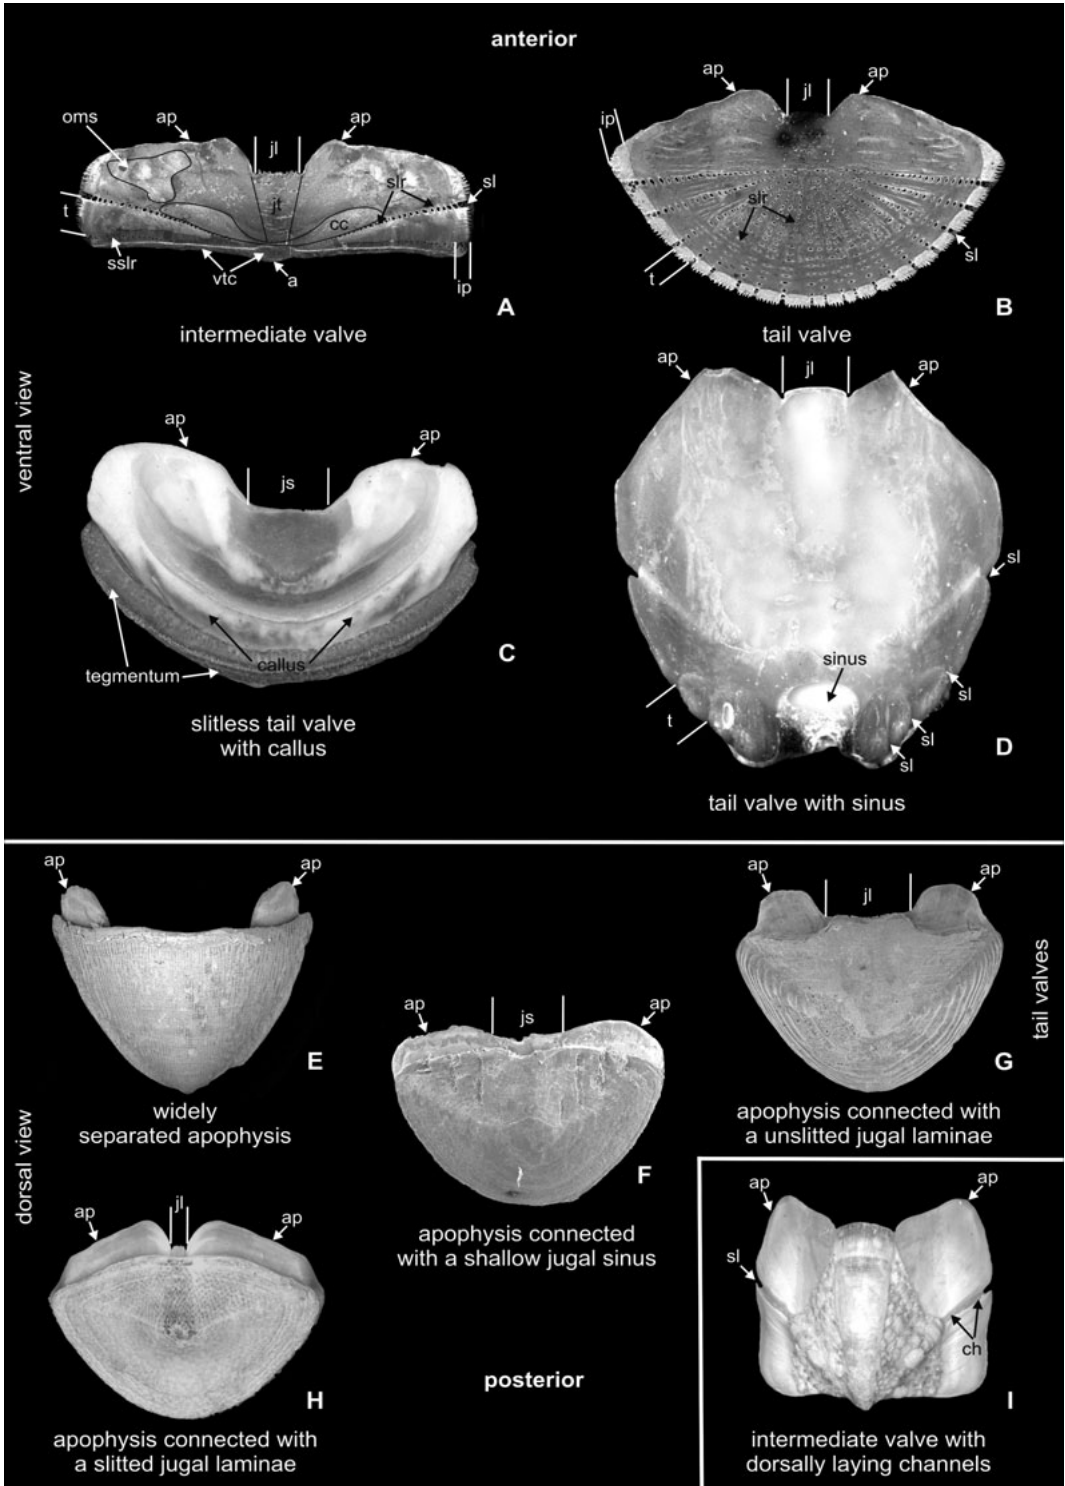 anterior
oms
ap
jl
ap
slr
sl
t
jt
cc
sslr
vtc
a
ip
A
intermediate valve
ap
jl
ap
ip
slr
sl
t
B
tail valve
ventral view
ap
js
ap
callus
tegmentum
C
slitless tail valve
with callus
ap
jl
ap
sl
sinus
sl
t
sl
sl
D
tail valve with sinus
ap
ap
E
widely
separated apophysis
ap
js
ap
F
apophysis connected
with a shallow jugal sinus
ap
jl
ap
G
apophysis connected with
a unslitted jugal laminae
tail valves
dorsal view
ap
jl
ap
H
apophysis connected with
a slitted jugal laminae
posterior
ap
ap
sl
ch
I
intermediate valve with
dorsally laying channels